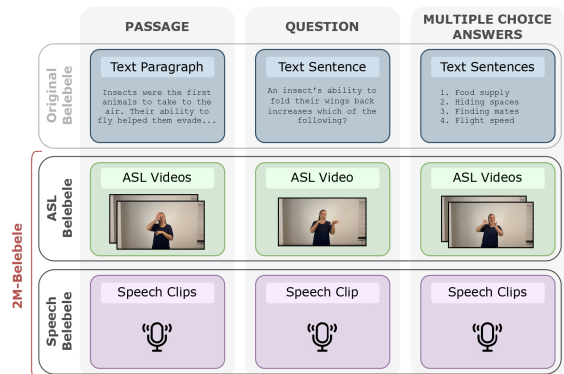 PASSAGE
QUESTION
MULTIPLE CHOICE
ANSWERS
Original
Belebele
Text Paragraph
Insects were the first
animals to take to the
air. Their ability to
fly helped them evade...
Text Sentence
An insect's ability to
fold their wings back
increases which of the
following?
Text Sentences
1. Food supply
2. Hiding spaces
3. Finding mates
4. Flight speed
2M-Belebele
ASL
Belebele
ASL Videos
ASL Video
ASL Videos
Speech
Belebele
Speech Clips
Speech Clip
Speech Clips